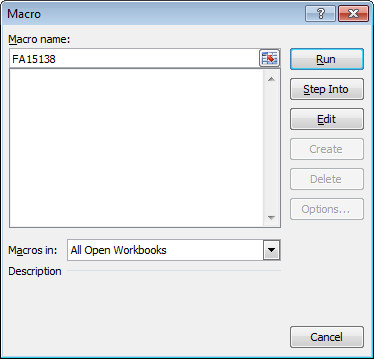 Macro
Macro name:
FA15138
Run
Step Into
Edit
Create
Delete
Options...
Macros in: All Open Workbooks
Description
Cancel